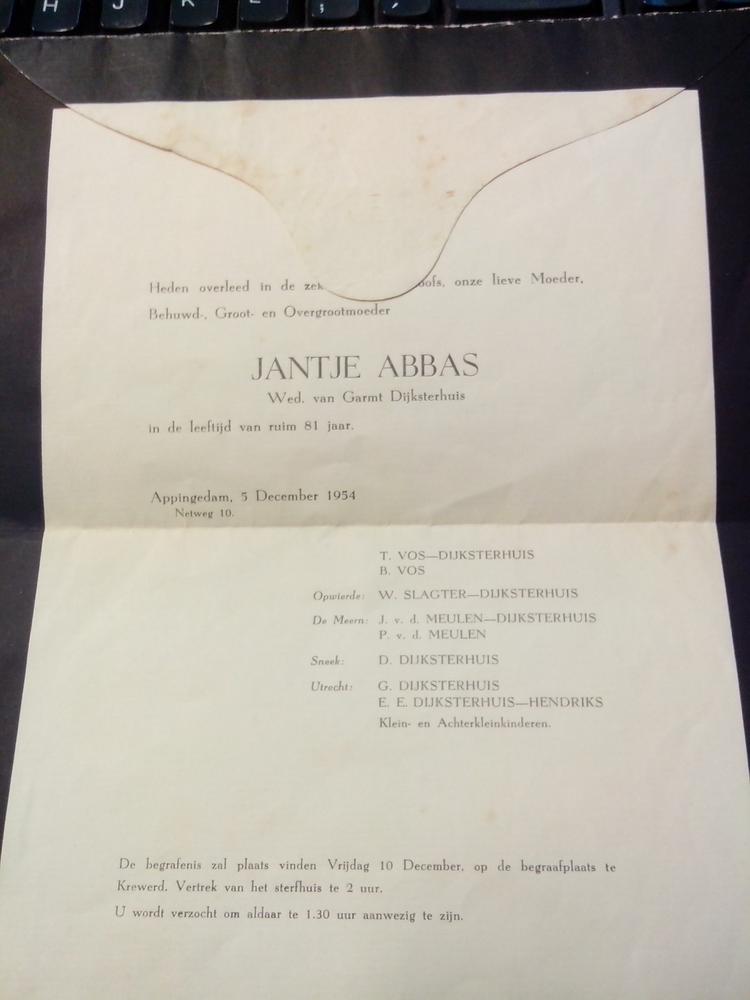 H J K L ; ,
Heden overleed in de onze lieve Moeder,
Behuwd-, Groot- en Overgrootmoeder
JANTJE ABBAS
Wed. van Garmt Dijksterhuis
in de leeftijd van ruim 81 jaar.
Appingedam, 5 December 1954
Netweg 10.
T. VOS—DIJKSTERHUIS
B. VOS
Opwierde: W. SLAGTER—DIJKSTERHUIS
De Meern: J. v. d. MEULEN—DIJKSTERHUIS
P. v. d. MEULEN
Sneek: D. DIJKSTERHUIS
Utrecht: G. DIJKSTERHUIS
E. E. DIJKSTERHUIS—HENDRIKS
Klein- en Achterkleinkinderen.
De begrafenis zal plaats vinden Vrijdag 10 December, op de begraafplaats te
Krewerd. Vertrek van het sterfhuis te 2 uur.
U wordt verzocht om aldaar te 1.30 uur aanwezig te zijn.